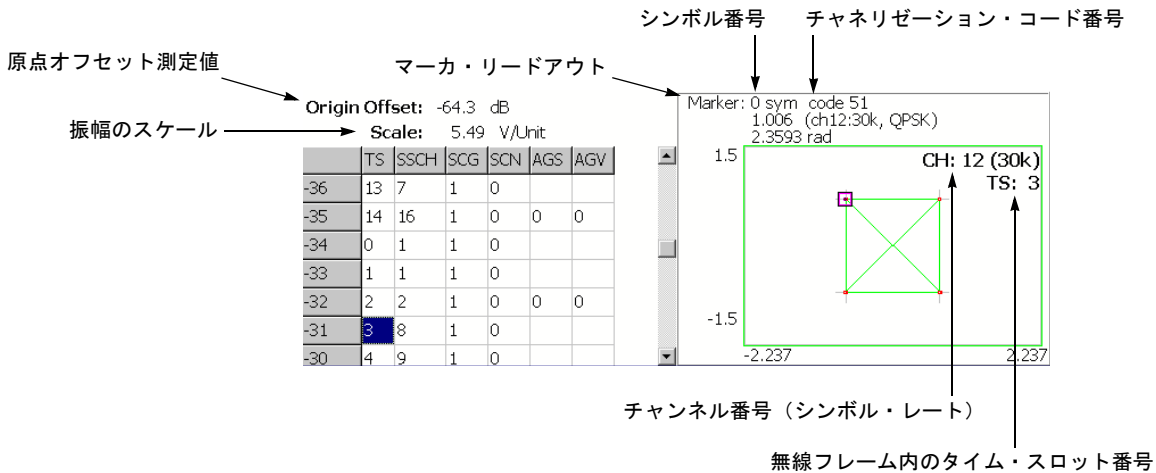 シンボル番号 チャネリゼーション・コード番号
原点オフセット測定値
マーカ・リードアウト
Origin Offset: -64.3 dB
振幅のスケール
Scale: 5.49 V/Unit
TS SSCH SCG SCN AGS AGV
-36 13 7 1 0
-35 14 16 1 0 0 0
-34 0 1 1 0
-33 1 1 1 0
-32 2 2 1 0 0 0
-31 3 8 1 0
-30 4 9 1 0
Marker: 0 sym code 51
1.006 (ch12:30k, QPSK)
2.3593 rad
1.5
CH: 12 (30k)
TS: 3
-1.5
-2.237 2.237
チャンネル番号（シンボル・レート）
無線フレーム内のタイム・スロット番号